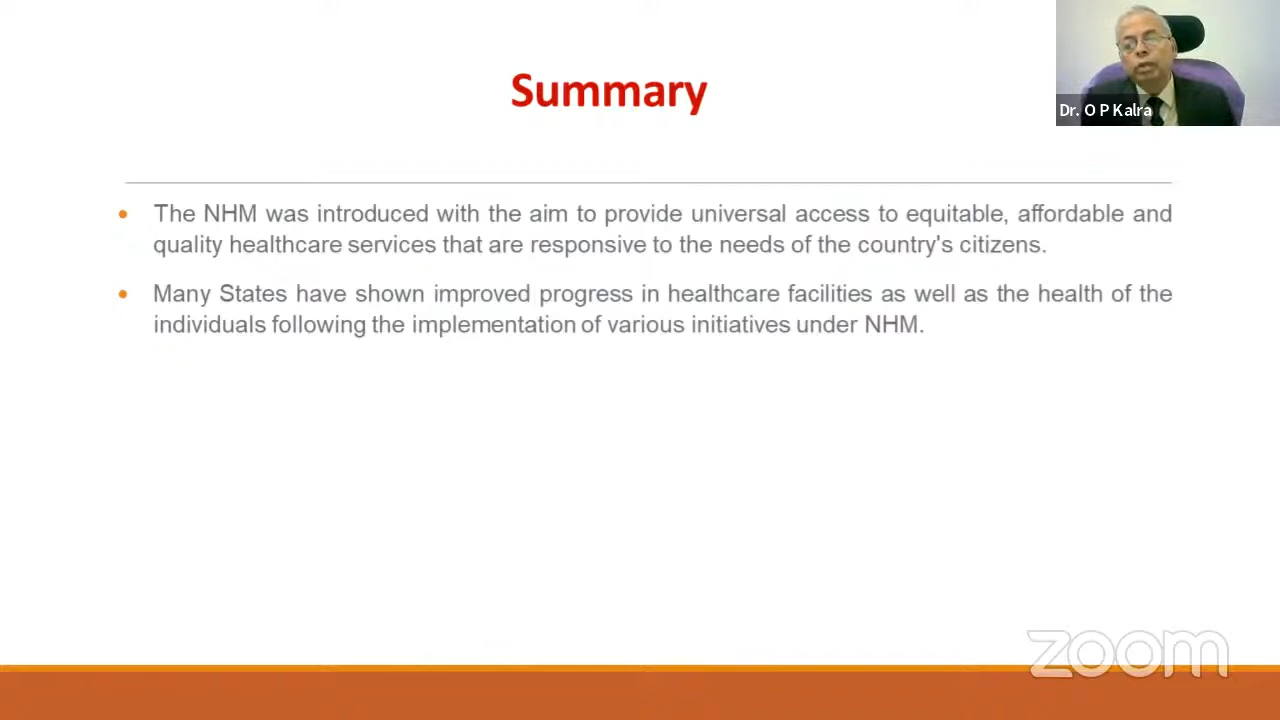 Summary
Dr. O P Kalra
• The NHM was introduced with the aim to provide universal access to equitable, affordable and
quality healthcare services that are responsive to the needs of the country's citizens.
• Many States have shown improved progress in healthcare facilities as well as the health of the
individuals following the implementation of various initiatives under NHM.
zoom